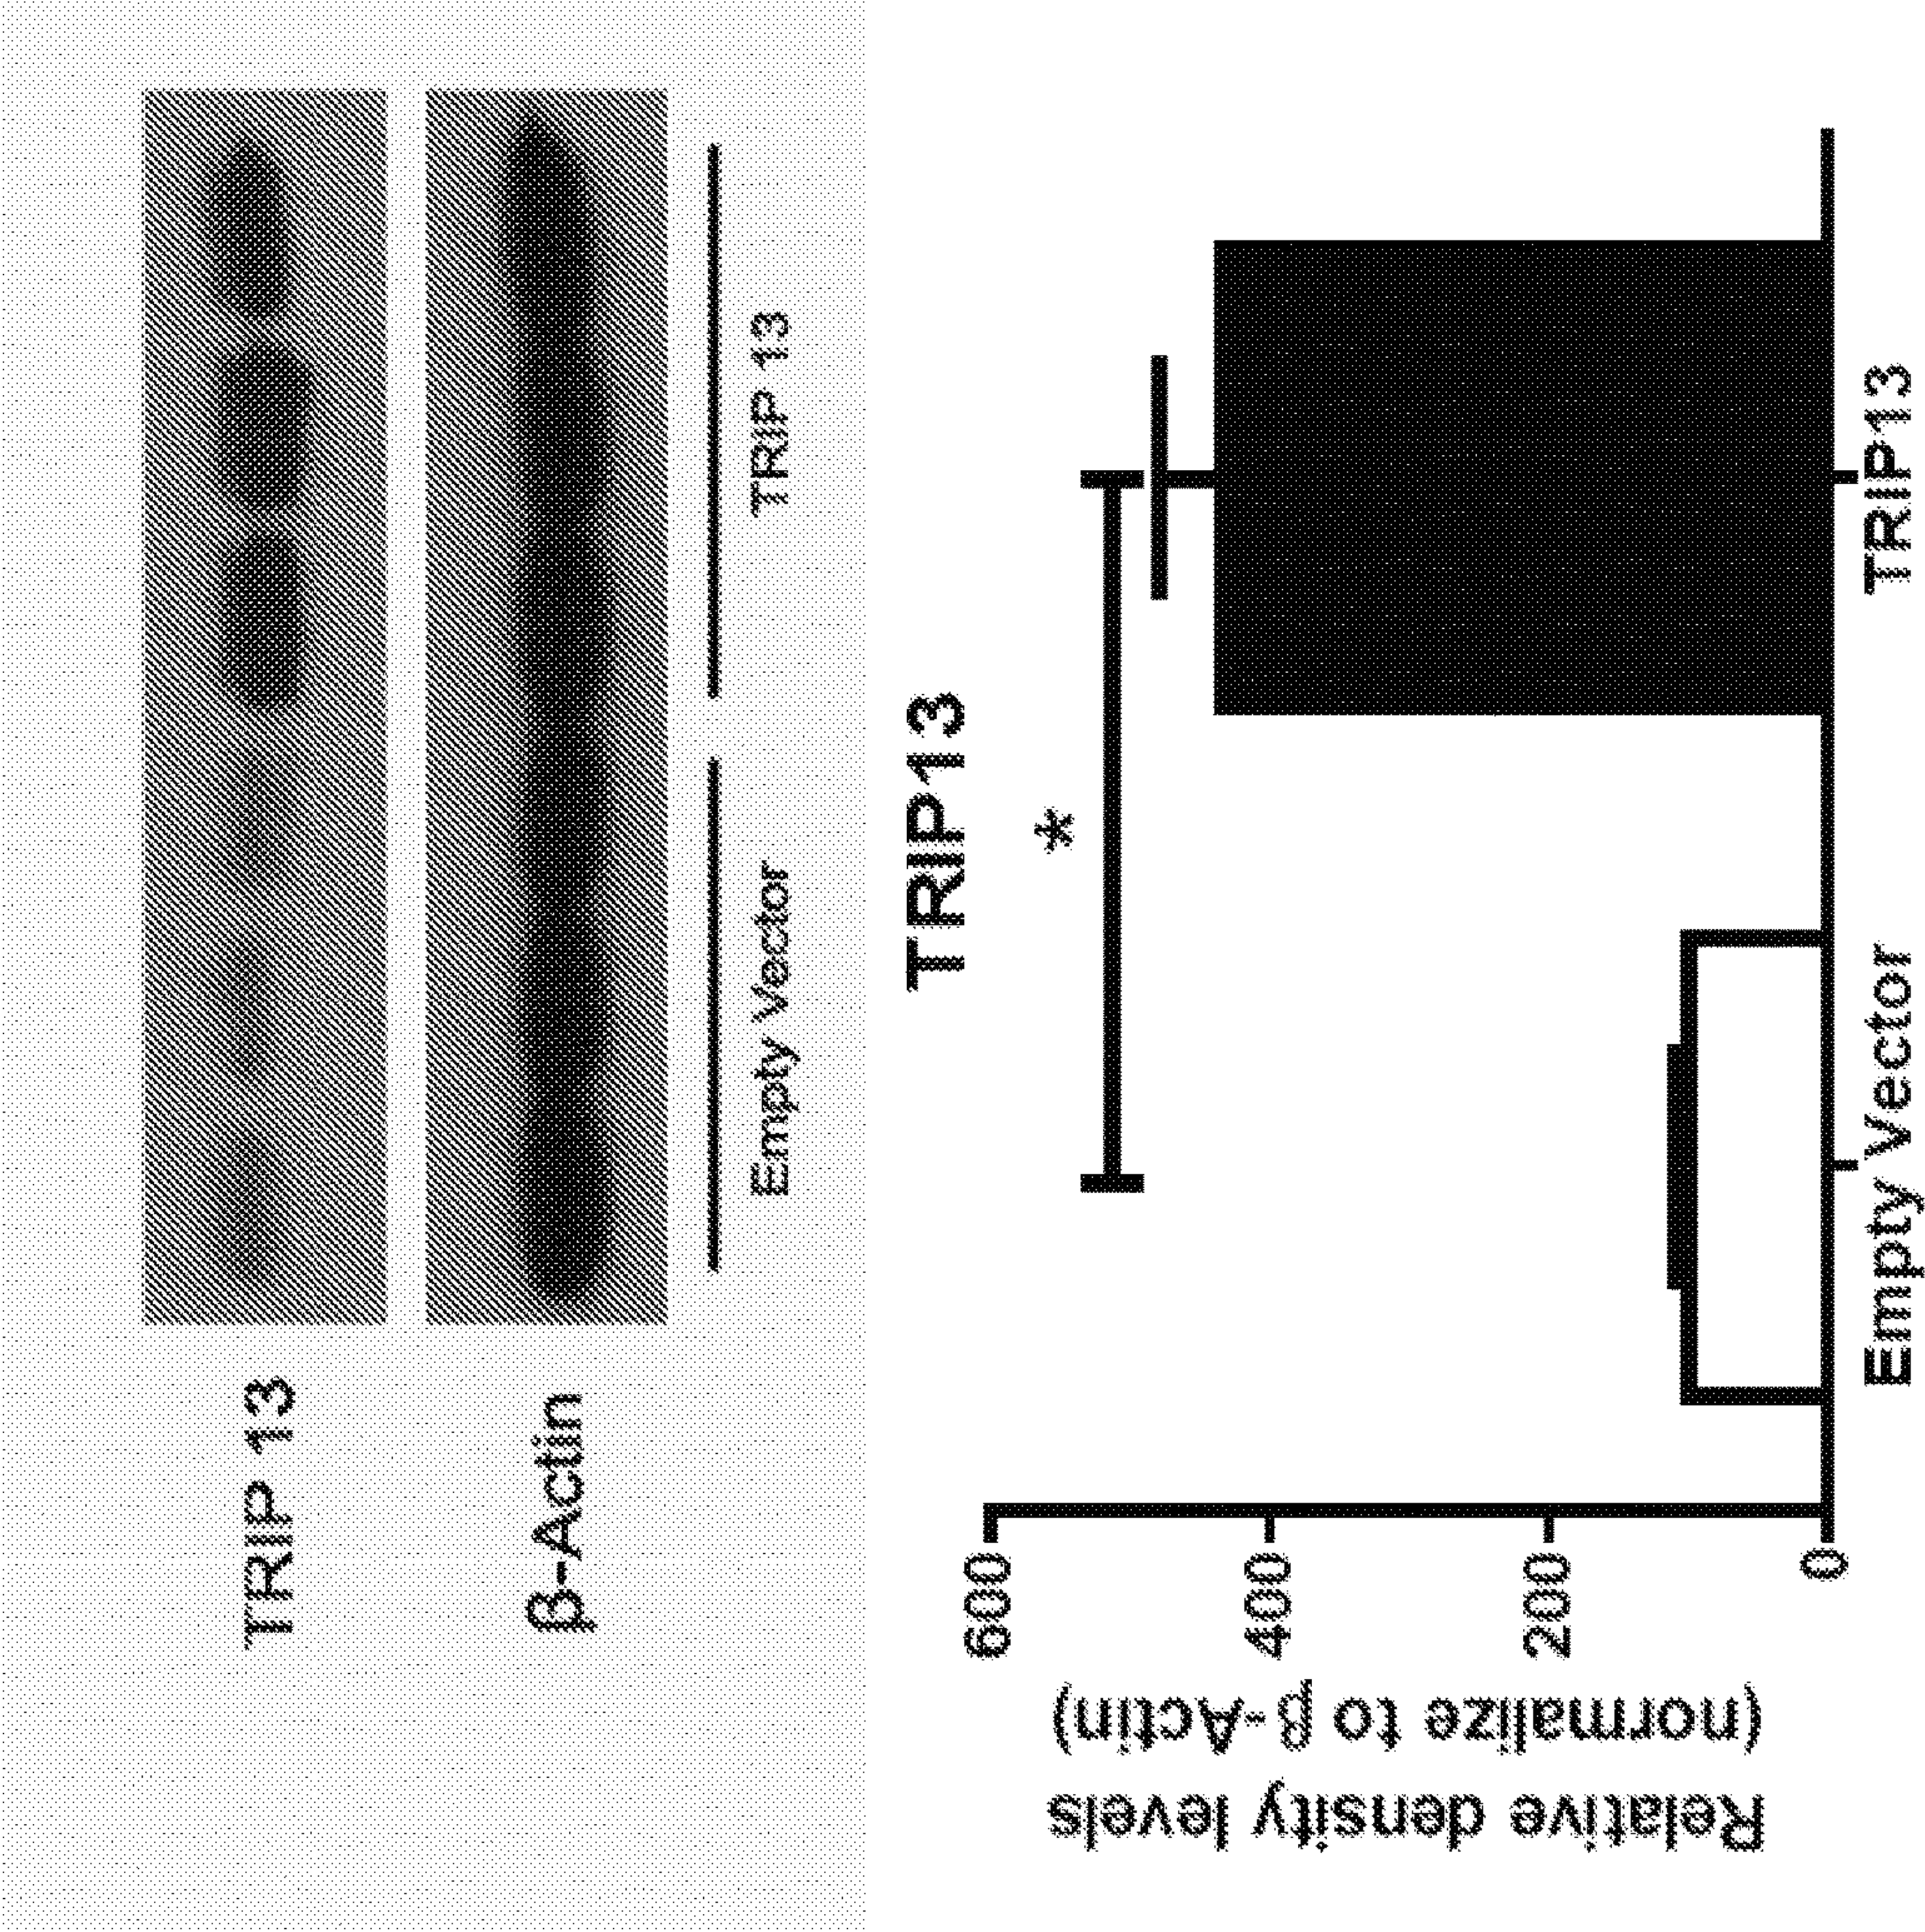 TRIP 13
β-Actin
Empty Vector
TRIP 13
TRIP13
*
Relative density levels
(normalize to β-Actin)
600
400
200
0
Empty Vector
TRIP13